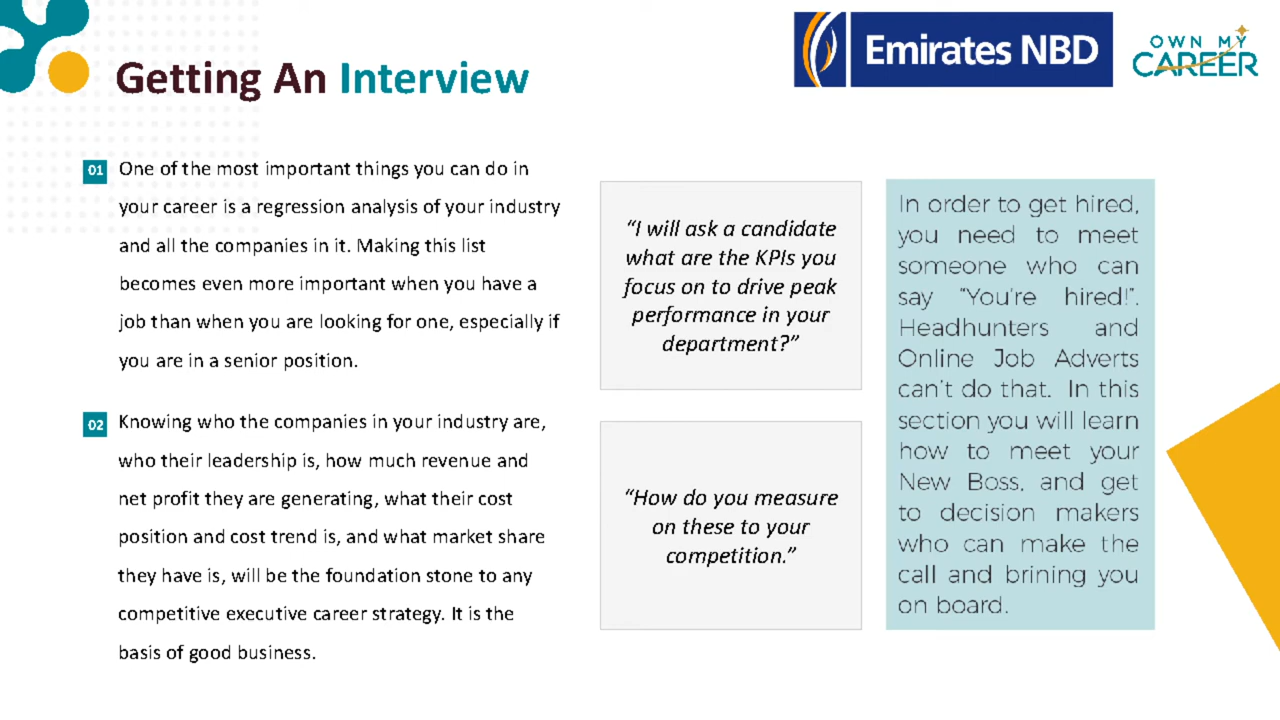 Emirates NBD
OWN MY
CAREER
Getting An Interview
01
One of the most important things you can do in
your career is a regression analysis of your industry
and all the companies in it. Making this list
becomes even more important when you have a
job than when you are looking for one, especially if
you are in a senior position.
02
Knowing who the companies in your industry are,
who their leadership is, how much revenue and
net profit they are generating, what their cost
position and cost trend is, and what market share
they have is, will be the foundation stone to any
competitive executive career strategy. It is the
basis of good business.
“I will ask a candidate
what are the KPIs you
focus on to drive peak
performance in your
department?”
“How do you measure
on these to your
competition.”
In order to get hired,
you need to meet
someone who can
say “You’re hired!”.
Headhunters and
Online Job Adverts
can’t do that. In this
section you will learn
how to meet your
New Boss, and get
to decision makers
who can make the
call and brining you
on board.